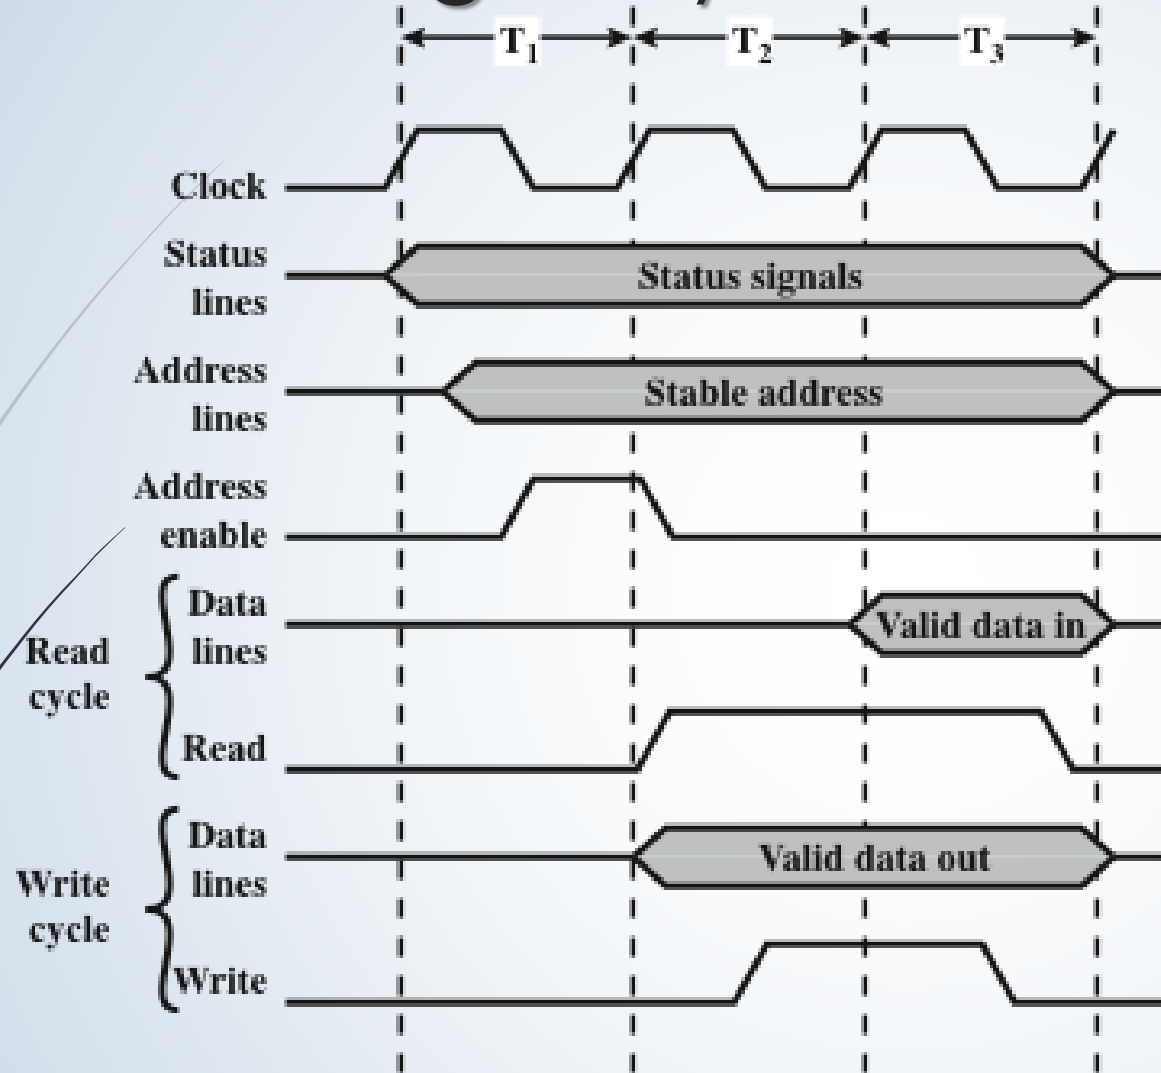 T1 T2 T3
Clock
Status
lines
Status signals
Address
lines
Stable address
Address
enable
Read
cycle
Data
lines
Valid data in
Read
Write
cycle
Data
lines
Valid data out
Write